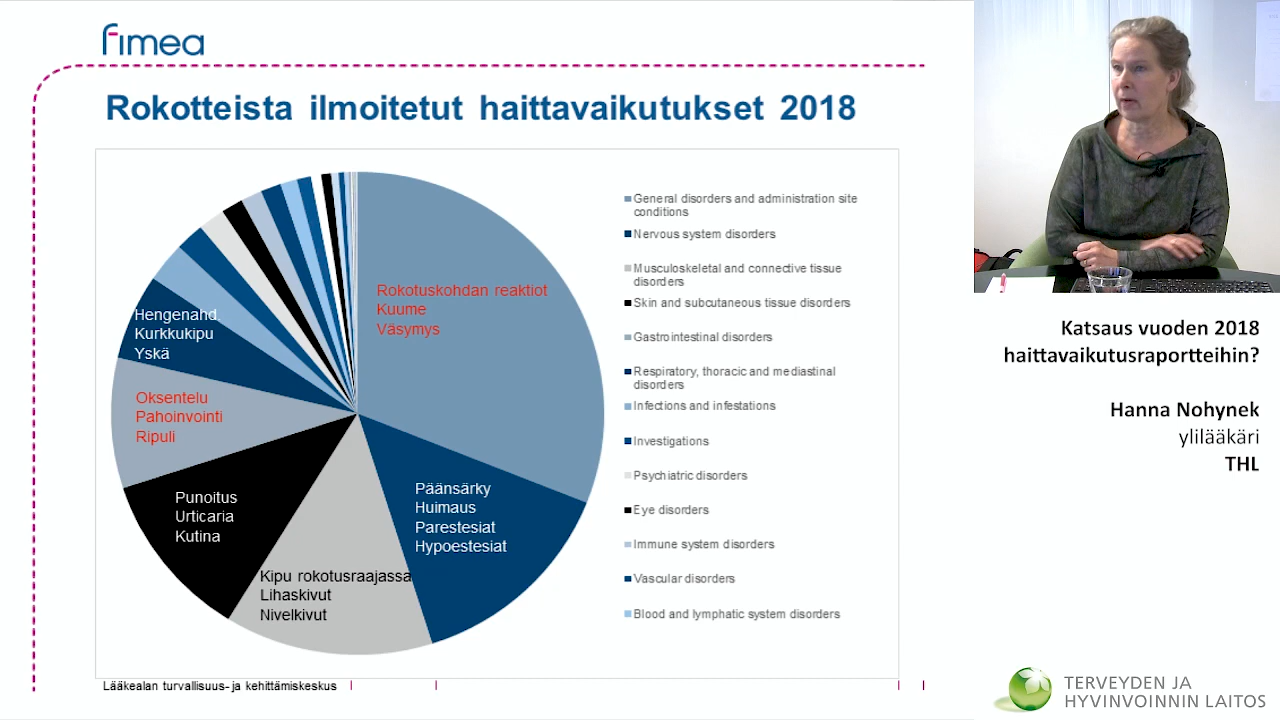 fimea
Rokotteista ilmoitetut haittavaikutukset 2018
Rokotuskohdan reaktiot
Kuume
Väsymys
Päänsärky
Huimaus
Parestesiat
Hypoestesiat
Kipu rokotusraajassa
Lihaskivut
Nivelkivut
Punoitus
Urticaria
Kutina
Oksentelu
Pahoinvointi
Ripuli
Hengenahd.
Kurkkukipu
Yskä
General disorders and administration site
conditions
Nervous system disorders
Musculoskeletal and connective tissue
disorders
Skin and subcutaneous tissue disorders
Gastrointestinal disorders
Respiratory, thoracic and mediastinal
disorders
Infections and infestations
Investigations
Psychiatric disorders
Eye disorders
Immune system disorders
Vascular disorders
Blood and lymphatic system disorders
Lääkealan turvallisuus- ja kehittämiskeskus
Katsaus vuoden 2018
haittavaikutusraportteihin?
Hanna Nohynek
ylilääkäri
THL
TERVEYDEN JA
HYVINVOINNIN LAITOS